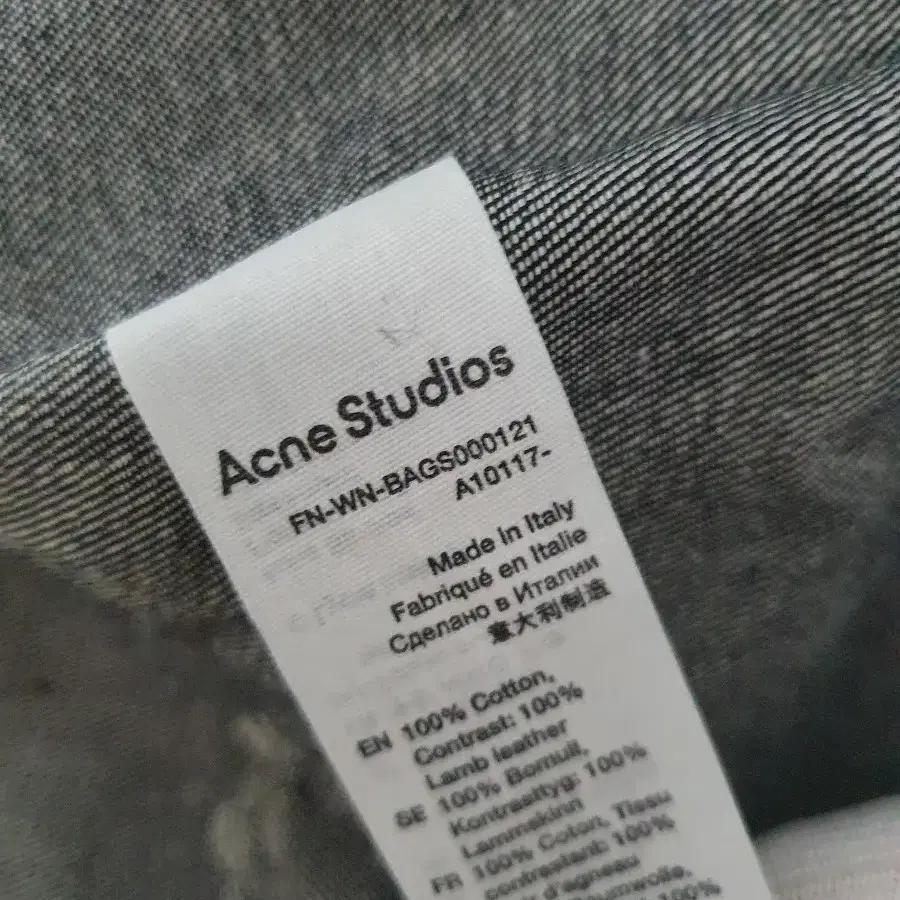 Acne Studios
FN-WN-BAGS000121
A10117-
Made in Italy
Fabriqué en Italie
Сделано в Италии
意大利制造
EN 100% Cotton,
Contrast: 100%
Lamb leather
SE 100% Bomull,
Kontrasttyg: 100%
Lammskinn
FR 100% Coton, Tissu
contrastant: 100%
d'agneau
100%